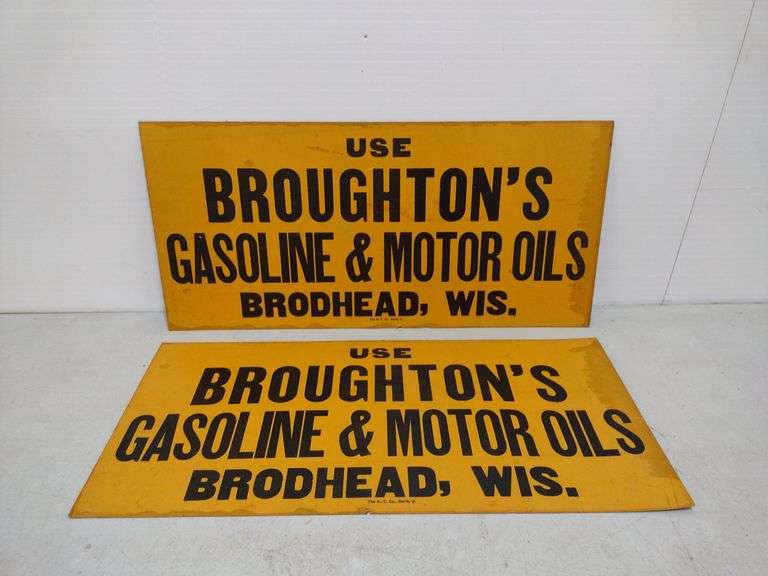 USE
BROUGHTON'S
GASOLINE & MOTOR OILS
BRODHEAD, WIS.
USE
BROUGHTON'S
GASOLINE & MOTOR OILS
BRODHEAD, WIS.